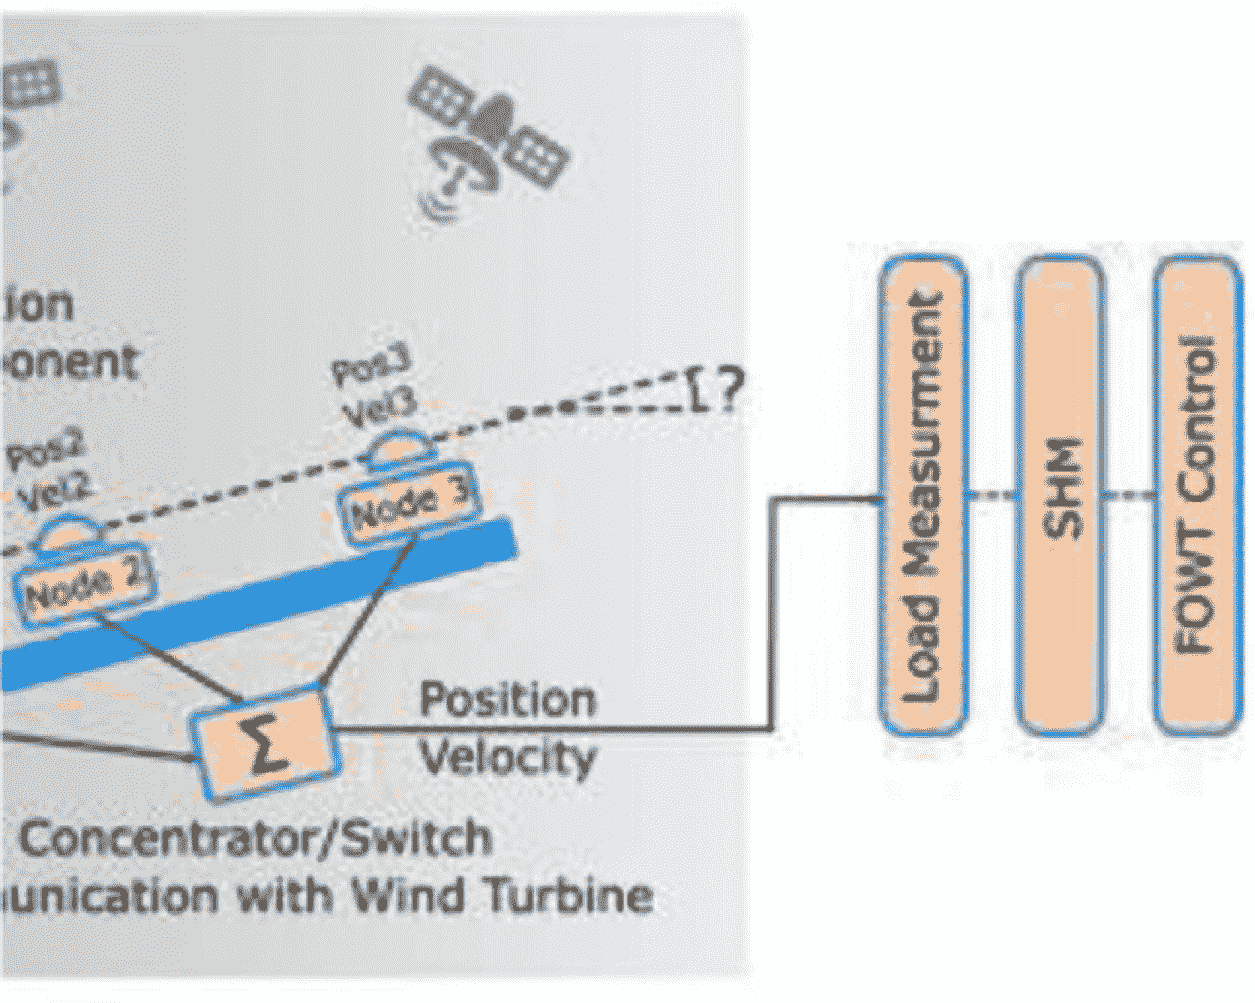 ion
onent
Pos3
Vel3
?
Pos2
Vel2
Node 3
Node 2
Σ
Position
Velocity
Concentrator/Switch
unication with Wind Turbine
Load Measurment
SHM
FOWT Control